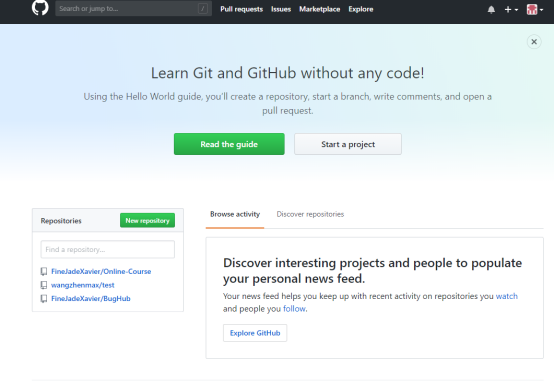 Search or jump to...
/
Pull requests
Issues
Marketplace
Explore
Learn Git and GitHub without any code!
Using the Hello World guide, you'll create a repository, start a branch, write comments, and open a
pull request.
Read the guide
Start a project
Repositories
New repository
Find a repository...
FineJadeXavier/Online-Course
wangzhenmax/test
FineJadeXavier/BugHub
Browse activity
Discover repositories
Discover interesting projects and people to populate
your personal news feed.
Your news feed helps you keep up with recent activity on repositories you watch
and people you follow.
Explore GitHub